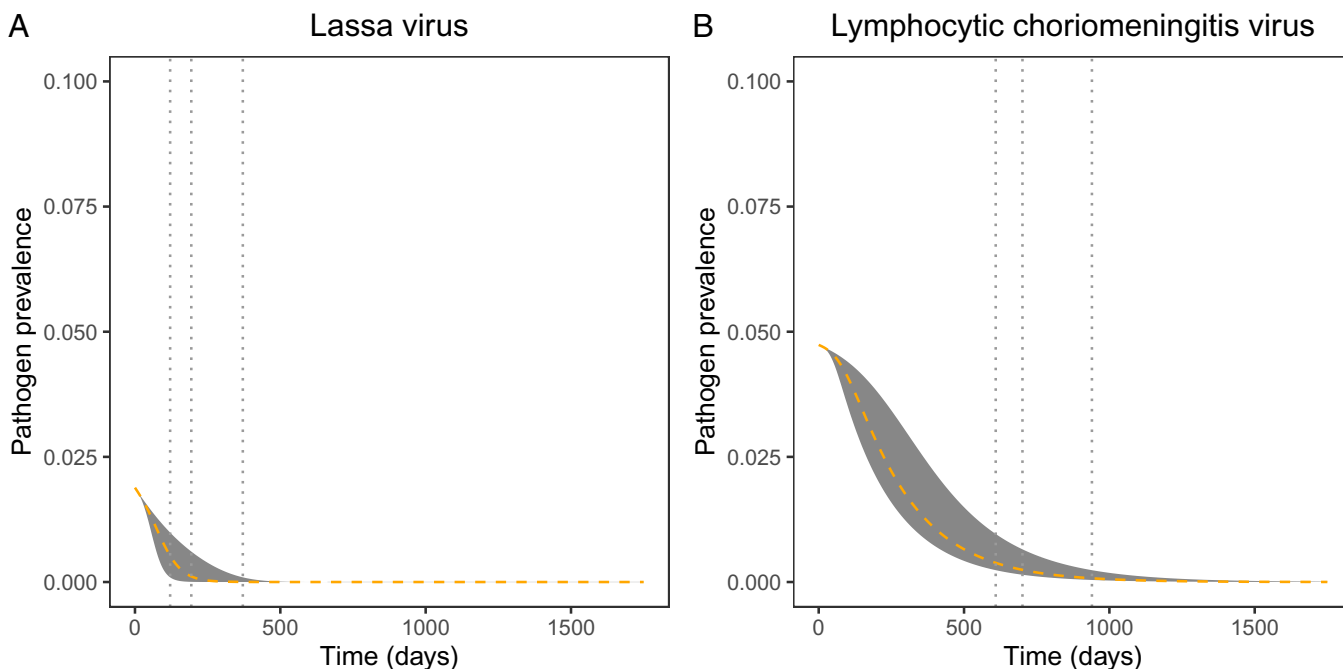 A
Lassa virus
Pathogen prevalence
0.100
0.075
0.050
0.025
0.000
0
500
1000
1500
Time (days)
B
Lymphocytic choriomeningitis virus
Pathogen prevalence
0.100
0.075
0.050
0.025
0.000
0
500
1000
1500
Time (days)